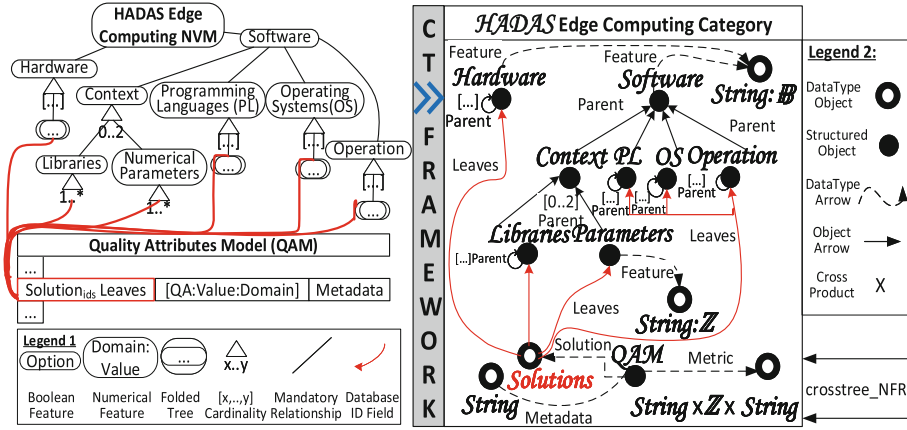 HADAS Edge
Computing NVM
Software
Hardware
[...]
...
Context
0..2
Programming
Languages (PL)
[...]
...
Operating
Systems(OS)
[...]
...
Libraries
1..*
Numerical
Parameters
1..*
Operation
[...]
...
Quality Attributes Model (QAM)
...
Solutionids Leaves
[QA:Value:Domain]
Metadata
...
Legend 1
Option
Domain:
Value
...
x..y
Boolean
Feature
Numerical
Feature
Folded
Tree
[x,..,y]
Cardinality
Mandatory
Relationship
Database
ID Field
C
T
F
R
A
M
E
W
O
R
K
HADAS Edge Computing Category
Feature
Hardware
[...]
Parent
Feature
Software
String: 𝔹
Parent
Parent
Leaves
Context PL OS Operation
[...]
Parent
[...]
Parent
[...]
Parent
[0..2]
Parent
Leaves
Libraries Parameters
[...]Parent
Feature
String: ℤ
Leaves
Solution
QAM
Metric
Solutions
String
Metadata
String x ℤ x String
Legend 2:
DataType
Object
Structured
Object
DataType
Arrow
Object
Arrow
Cross
Product
X
crosstree_NFR